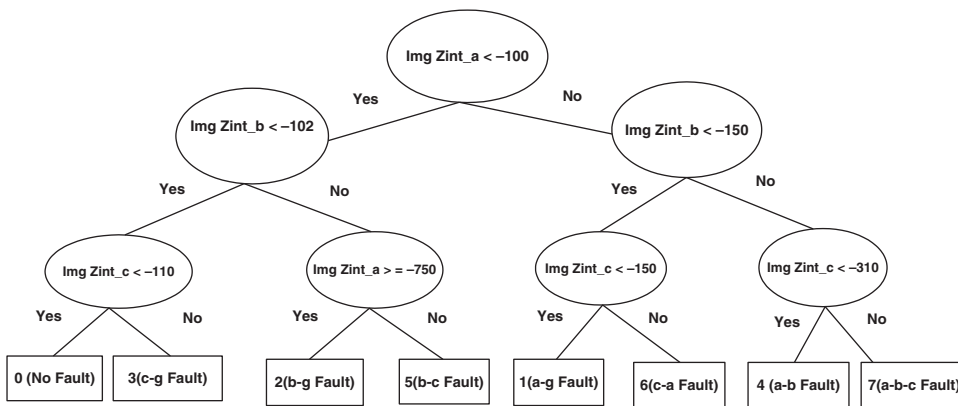 Img Zint_a < –100
Yes
No
Img Zint_b < –102
Img Zint_b < –150
Yes
No
Yes
No
Img Zint_c < –110
Img Zint_a > = –750
Img Zint_c < –150
Img Zint_c < –310
Yes
No
Yes
No
Yes
No
Yes
No
0 (No Fault)
3(c-g Fault)
2(b-g Fault)
5(b-c Fault)
1(a-g Fault)
6(c-a Fault)
4 (a-b Fault)
7(a-b-c Fault)